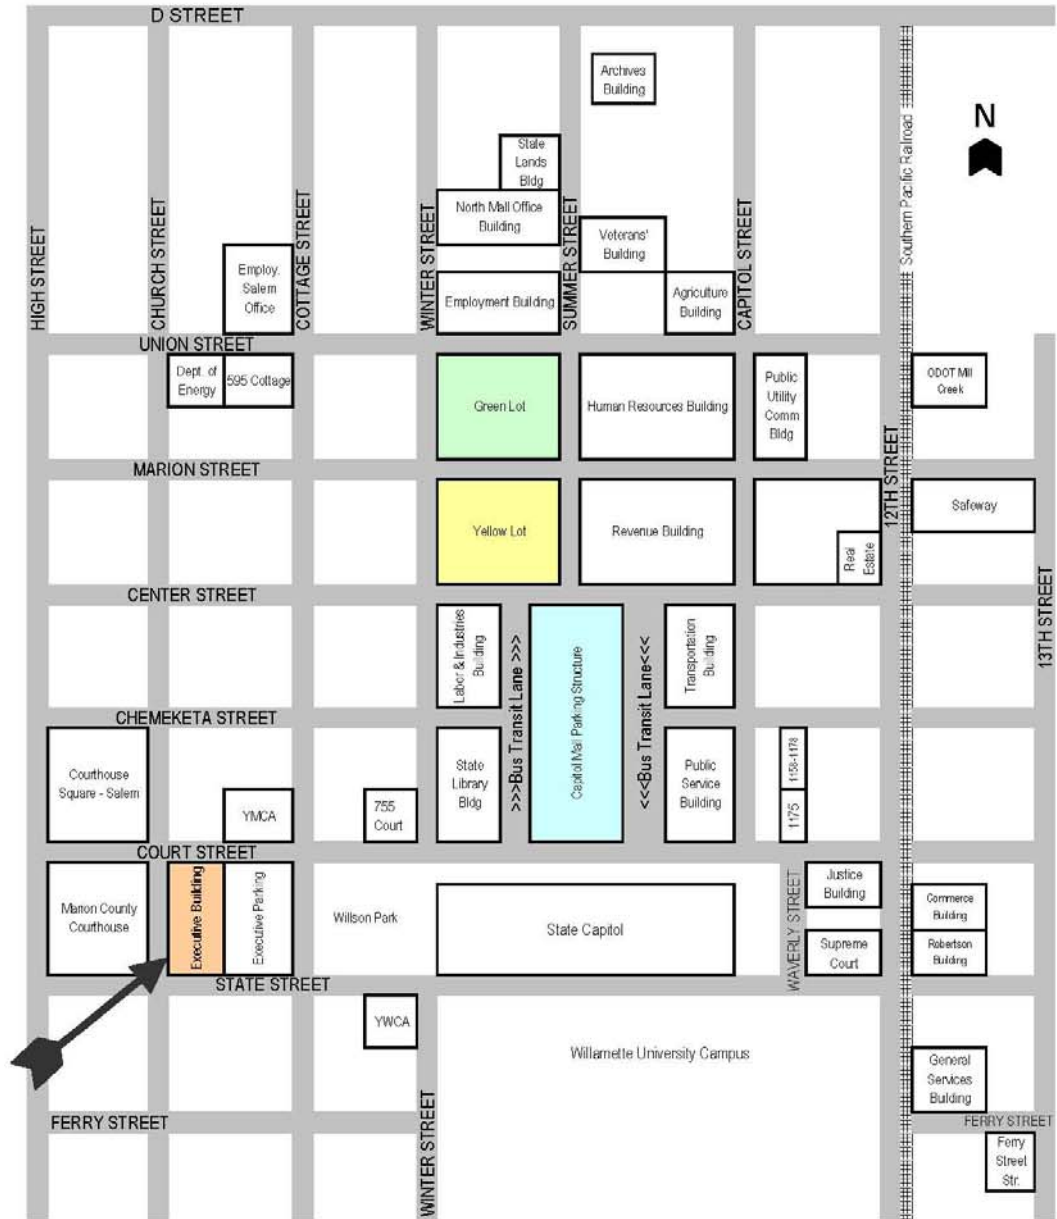 D STREET
Archives
Building
N
State
Lands
Bldg
North Mall Office
Building
Veterans'
Building
Employ.
Salem
Office
Employment Building
Agriculture
Building
HIGH STREET
CHURCH STREET
COTTAGE STREET
WINTER STREET
SUMMER STREET
CAPITOL STREET
Southern Pacific Railroad
UNION STREET
Dept. of
Energy
595 Cottage
Green Lot
Human Resources Building
Public
Utility
Comm
Bldg
ODOT Mill
Creek
MARION STREET
12TH STREET
Yellow Lot
Revenue Building
Real
Estate
Safeway
CENTER STREET
13TH STREET
Labor & Industries
Building
>>>Bus Transit Lane >>>
Capitol Mall Parking Structure
<<<Bus Transit Lane<<<
Transportation
Building
CHEMEKETA STREET
Courthouse
Square - Salem
YMCA
755
Court
State
Library
Bldg
Public
Service
Building
1158-1178
1175
COURT STREET
Marion County
Courthouse
Executive Building
Executive Parking
Willson Park
State Capitol
WAVERLY STREET
Justice
Building
Supreme
Court
Commerce
Building
Robertson
Building
STATE STREET
YWCA
Willamette University Campus
General
Services
Building
FERRY STREET
WINTER STREET
FERRY STREET
Ferry
Street
Str.